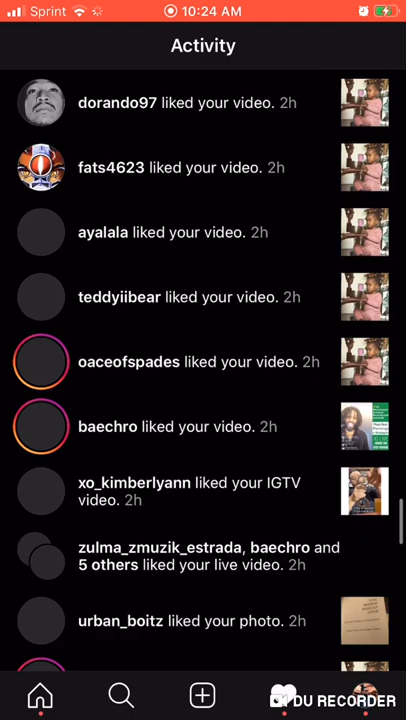 Sprint 10:24 AM
Activity
dorando97 liked your video. 2h
fats4623 liked your video. 2h
ayalala liked your video. 2h
teddyiibear liked your video. 2h
oaceofspades liked your video. 2h
baechro liked your video. 2h
xo_kimberlyann liked your IGTV
video. 2h
zulma_zmuzik_estrada, baechro and
5 others liked your live video. 2h
urban_boitz liked your photo. 2h
DU RECORDER